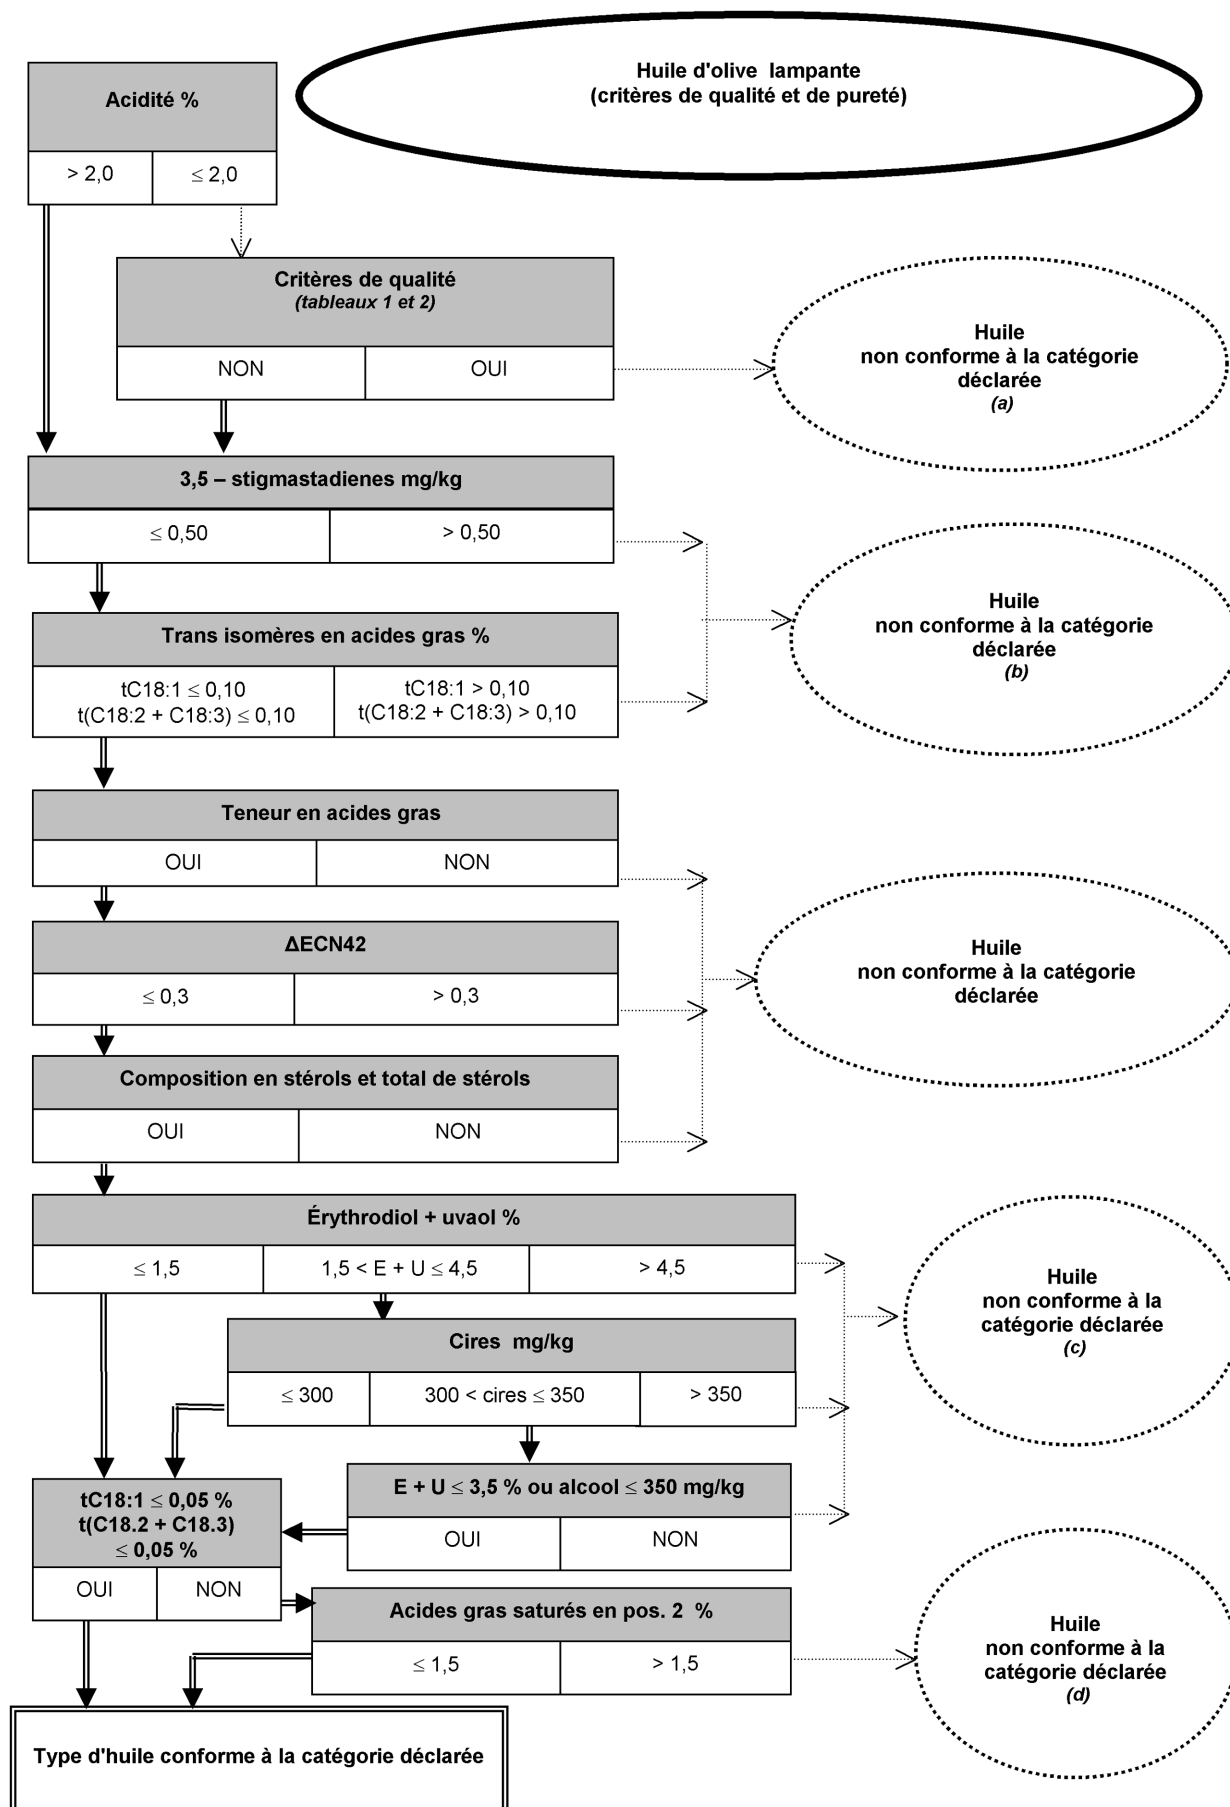 Huile d'olive lampante
(critères de qualité et de pureté)
Acidité %
> 2,0
≤ 2,0
Critères de qualité
(tableaux 1 et 2)
NON
OUI
Huile
non conforme à la catégorie
déclarée
(a)
3,5 – stigmastadienes mg/kg
≤ 0,50
> 0,50
Trans isomères en acides gras %
tC18:1 ≤ 0,10
t(C18:2 + C18:3) ≤ 0,10
tC18:1 > 0,10
t(C18:2 + C18:3) > 0,10
Huile
non conforme à la catégorie
déclarée
(b)
Teneur en acides gras
OUI
NON
ΔECN42
≤ 0,3
> 0,3
Composition en stérols et total de stérols
OUI
NON
Huile
non conforme à la catégorie
déclarée
Érythrodiol + uvaol %
≤ 1,5
1,5 < E + U ≤ 4,5
> 4,5
Cires mg/kg
≤ 300
300 < cires ≤ 350
> 350
Huile
non conforme à la
catégorie déclarée
(c)
E + U ≤ 3,5 % ou alcool ≤ 350 mg/kg
OUI
NON
tC18:1 ≤ 0,05 %
t(C18.2 + C18.3)
≤ 0,05 %
OUI
NON
Acides gras saturés en pos. 2 %
≤ 1,5
> 1,5
Huile
non conforme à la
catégorie déclarée
(d)
Type d'huile conforme à la catégorie déclarée